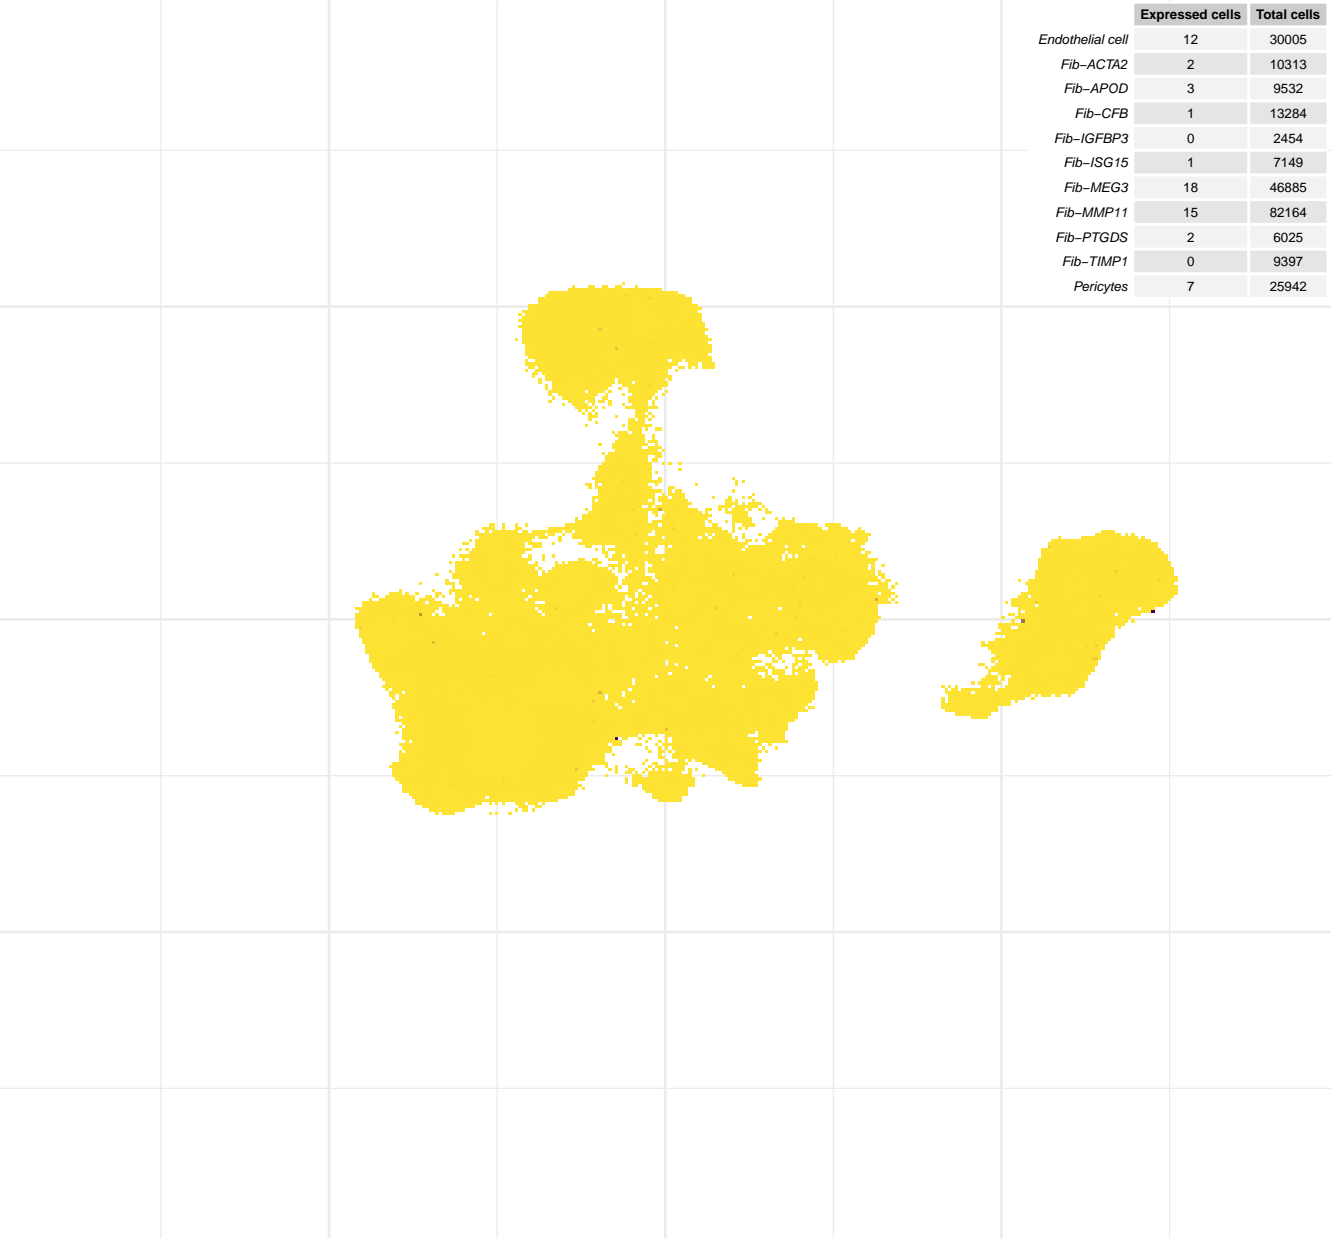 Expressed cells Total cells
Endothelial cell 12 30005
Fib−ACTA2 2 10313
Fib−APOD 3 9532
Fib−CFB 1 13284
Fib−IGFBP3 0 2454
Fib−ISG15 1 7149
Fib−MEG3 18 46885
Fib−MMP11 15 82164
Fib−PTGDS 2 6025
Fib−TIMP1 0 9397
Pericytes 7 25942